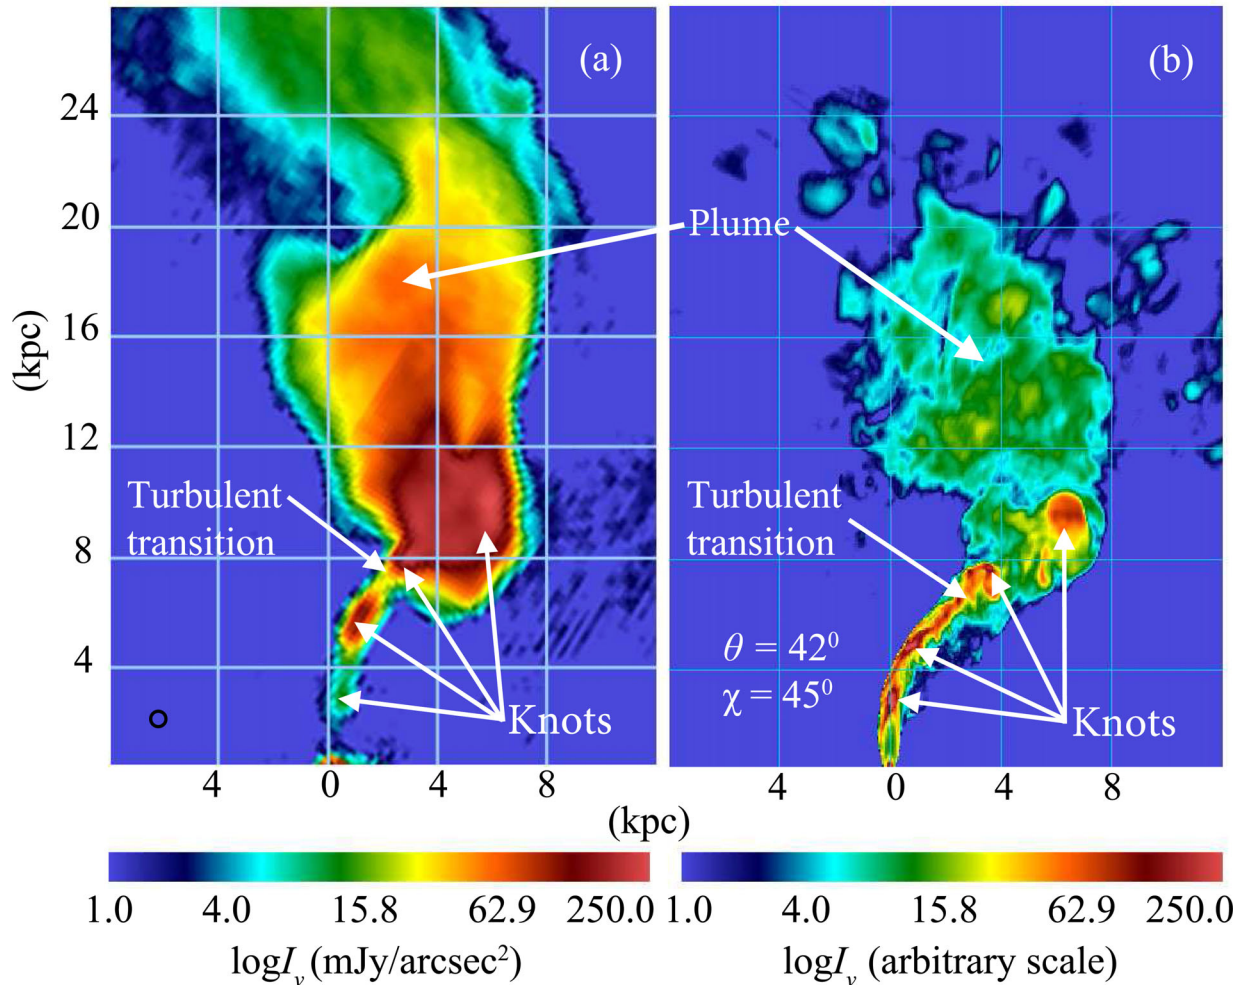 (a)
(b)
24
20
16
12
8
4
(kpc)
Plume
Turbulent
transition
Turbulent
transition
θ = 42⁰
χ = 45⁰
Knots
Knots
4 0 4 8
4 0 4 8
(kpc)
1.0 4.0 15.8 62.9 250.0
1.0 4.0 15.8 62.9 250.0
logIᵥ (mJy/arcsec²)
logIᵥ (arbitrary scale)